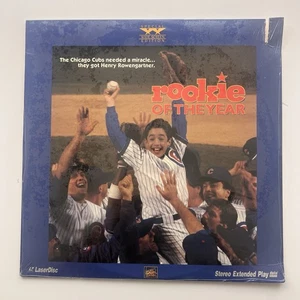 The Chicago Cubs needed a miracle...
they got Henry Rowengartner.
rookie
OF THE YEAR
LaserDisc
Stereo Extended Play